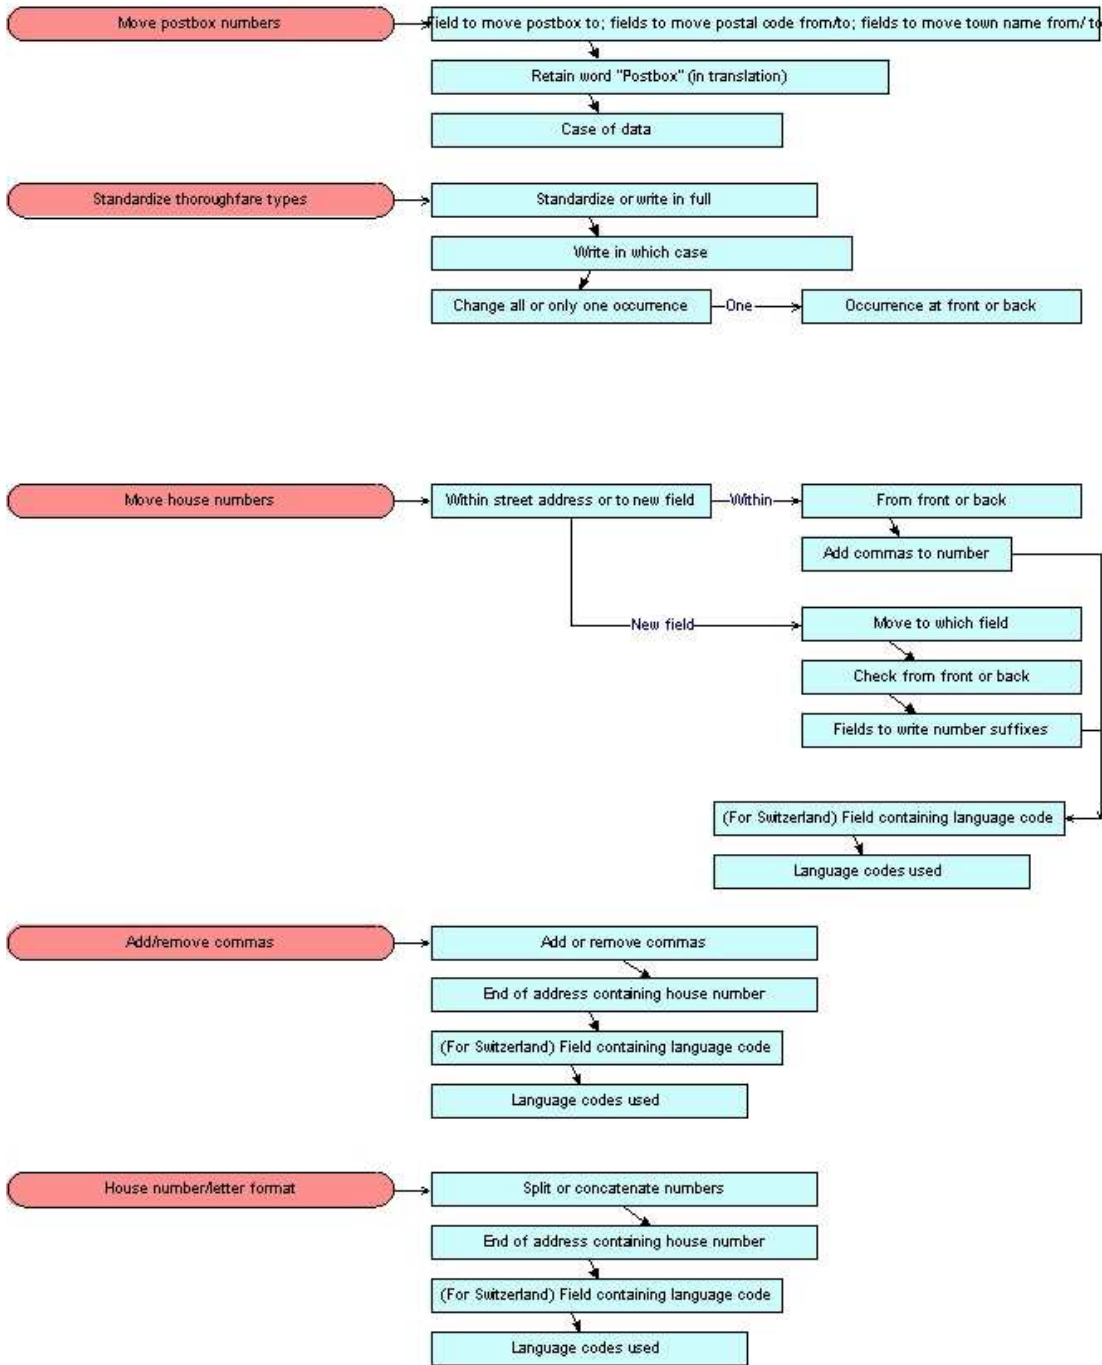 Move postbox numbers
Field to move postbox to; fields to move postal code from/to; fields to move town name from/ to
Retain word "Postbox" (in translation)
Case of data
Standardize thoroughfare types
Standardize or write in full
Write in which case
Change all or only one occurrence
One
Occurrence at front or back
Move house numbers
Within street address or to new field
Within
From front or back
Add commas to number
New field
Move to which field
Check from front or back
Fields to write number suffixes
(For Switzerland) Field containing language code
Language codes used
Add/remove commas
Add or remove commas
End of address containing house number
(For Switzerland) Field containing language code
Language codes used
House number/letter format
Split or concatenate numbers
End of address containing house number
(For Switzerland) Field containing language code
Language codes used